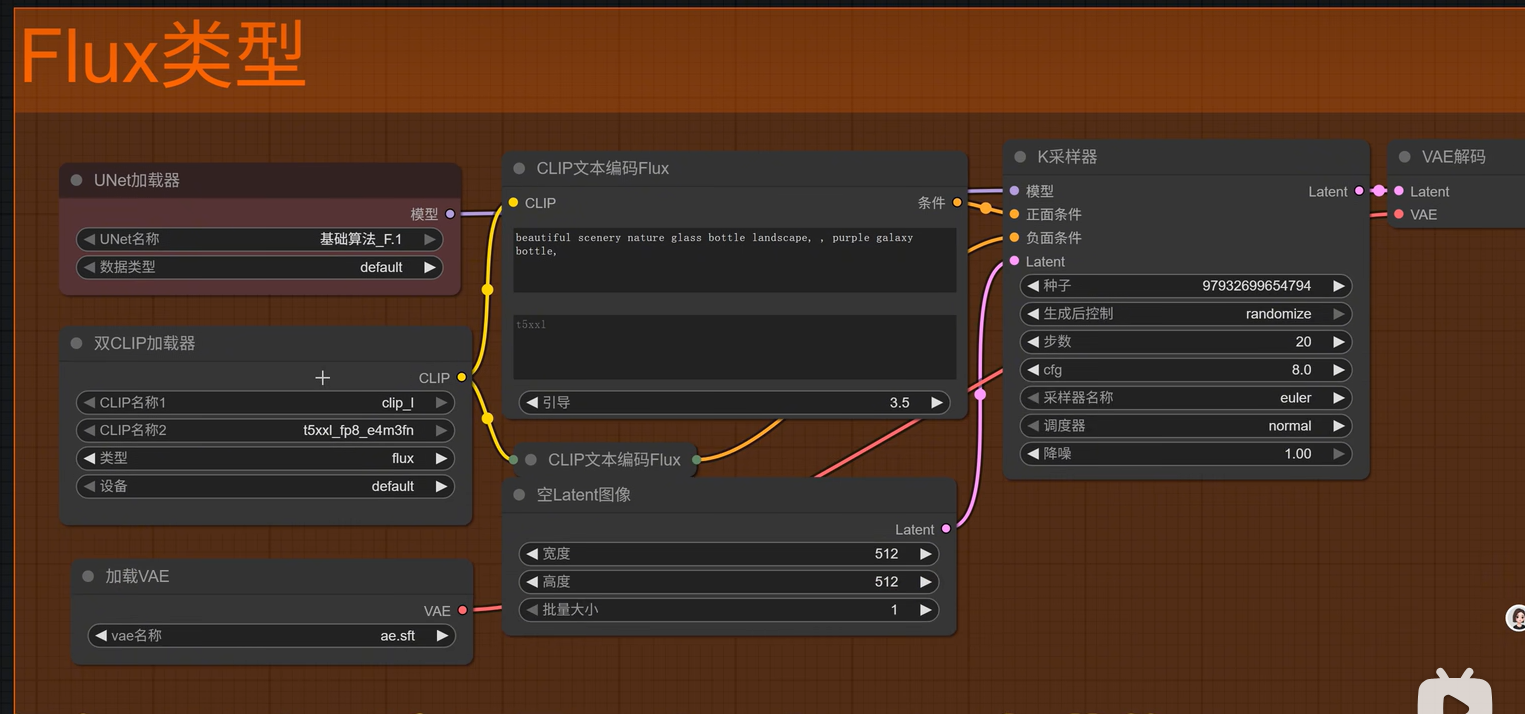 Flux类型
UNet加载器
模型
UNet名称 基础算法_F.1
数据类型 default
双CLIP加载器
CLIP
CLIP名称1 clip_l
CLIP名称2 t5xxl_fp8_e4m3fn
类型 flux
设备 default
加载VAE
VAE
vae名称 ae.sft
CLIP文本编码Flux
CLIP 条件
beautiful scenery nature glass bottle landscape, , purple galaxy
bottle,
t5xxl
引导 3.5
CLIP文本编码Flux
空Latent图像
Latent
宽度 512
高度 512
批量大小 1
K采样器
模型 Latent
正面条件
负面条件
Latent
种子 97932699654794
生成后控制 randomize
步数 20
cfg 8.0
采样器名称 euler
调度器 normal
降噪 1.00
VAE解码
Latent
VAE